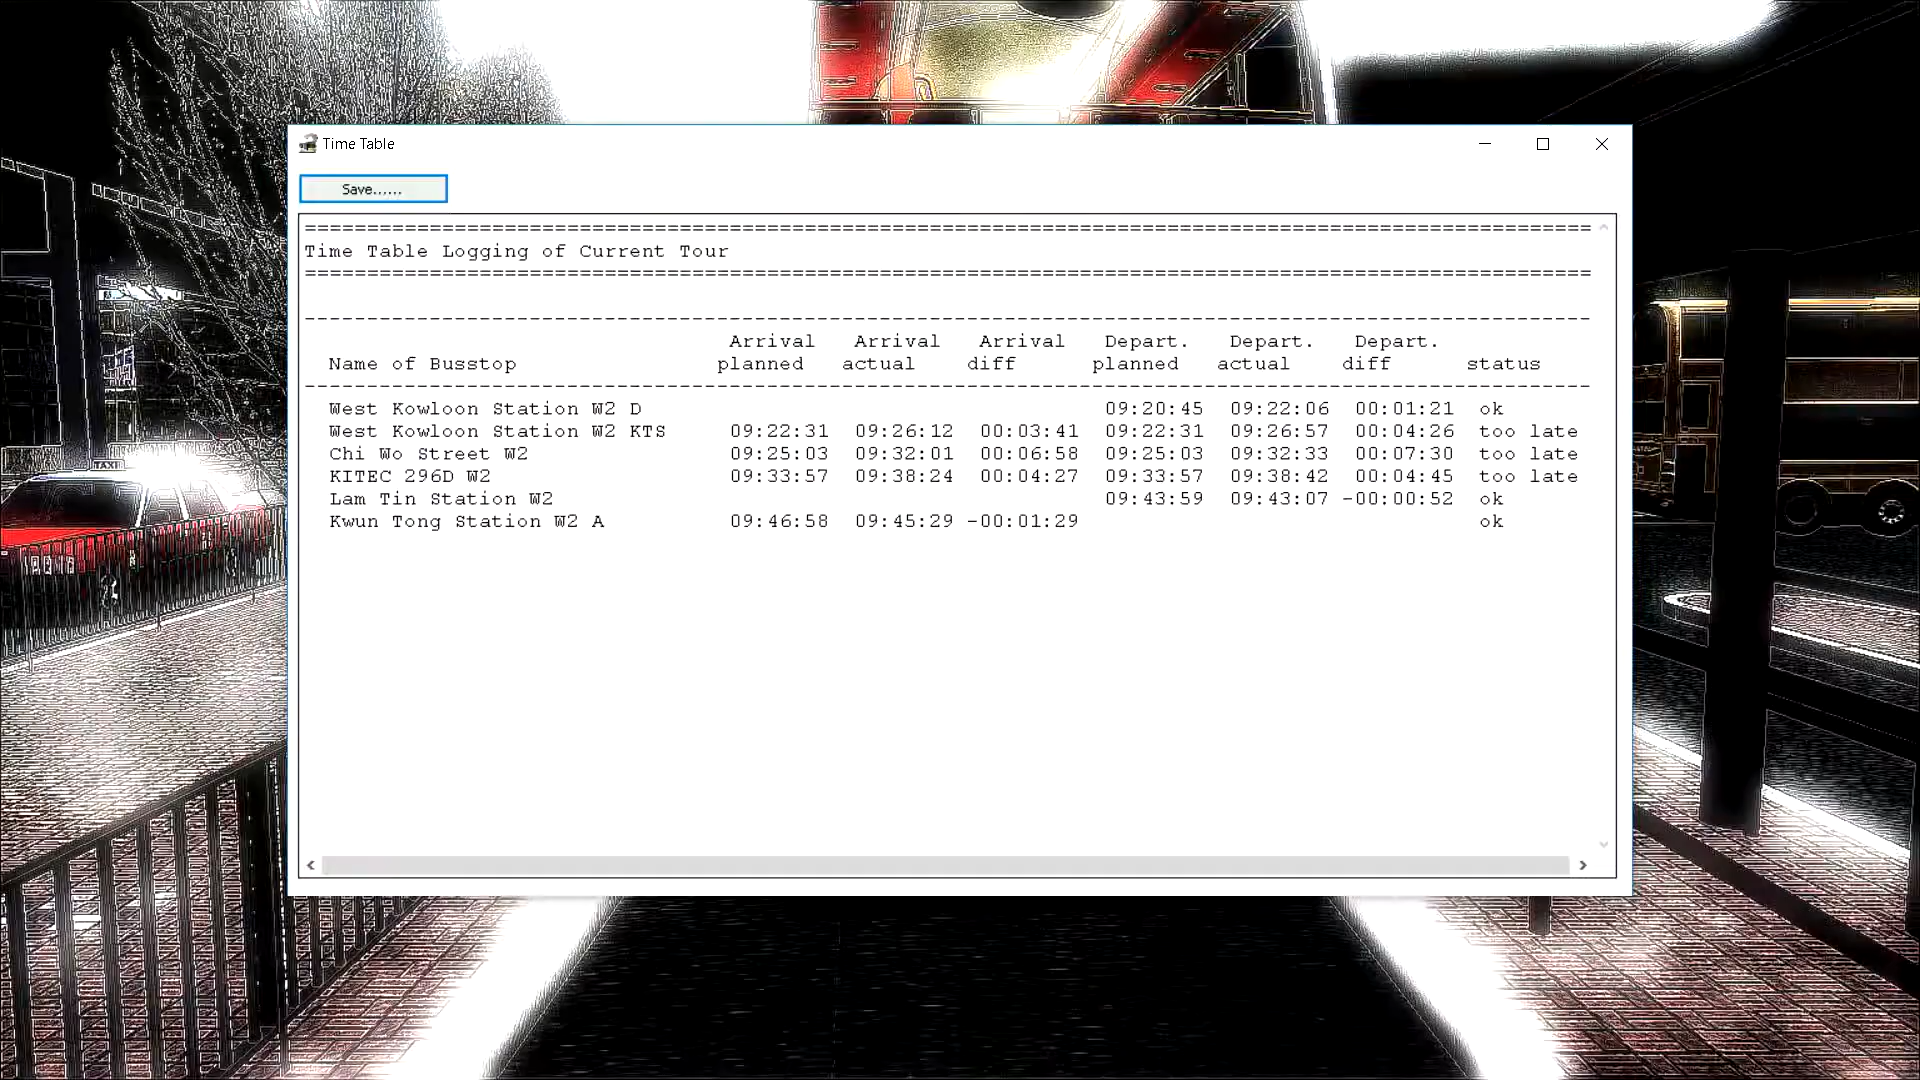 Time Table
Save......
==========================================================================================================
Time Table Logging of Current Tour
==========================================================================================================
----------------------------------------------------------------------------------------------------------
Arrival Arrival Arrival Depart. Depart. Depart.
Name of Busstop planned actual diff planned actual diff status
----------------------------------------------------------------------------------------------------------
West Kowloon Station W2 D 09:20:45 09:22:06 00:01:21 ok
West Kowloon Station W2 KTS 09:22:31 09:26:12 00:03:41 09:22:31 09:26:57 00:04:26 too late
Chi Wo Street W2 09:25:03 09:32:01 00:06:58 09:25:03 09:32:33 00:07:30 too late
KITEC 296D W2 09:33:57 09:38:24 00:04:27 09:33:57 09:38:42 00:04:45 too late
Lam Tin Station W2 09:43:59 09:43:07 -00:00:52 ok
Kwun Tong Station W2 A 09:46:58 09:45:29 -00:01:29 ok
TAXI